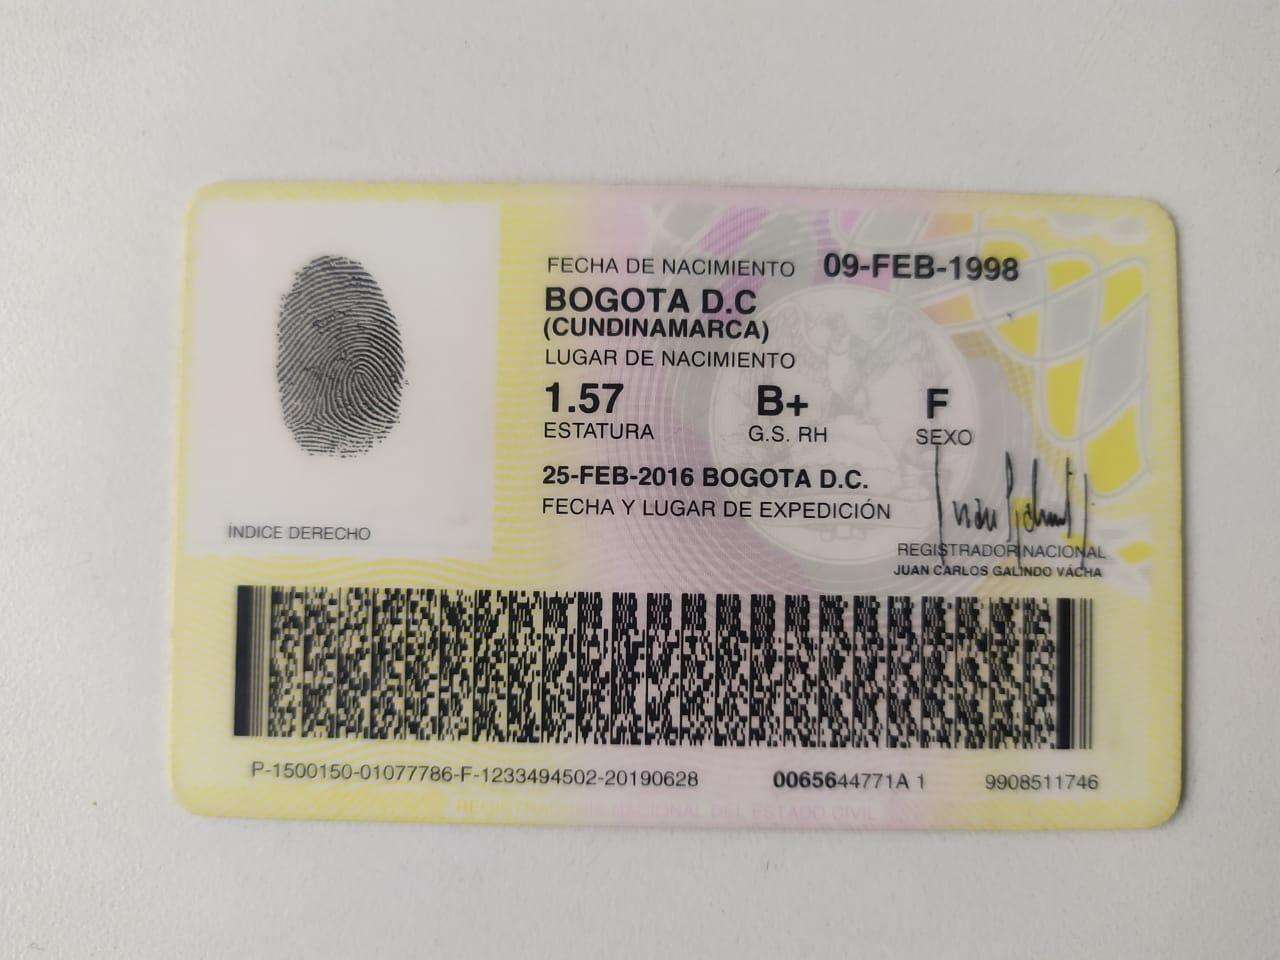 FECHA DE NACIMIENTO 09-FEB-1998
BOGOTA D.C
(CUNDINAMARCA)
LUGAR DE NACIMIENTO
1.57 B+ F
ESTATURA G.S. RH SEXO
25-FEB-2016 BOGOTA D.C.
FECHA Y LUGAR DE EXPEDICIÓN
ÍNDICE DERECHO
REGISTRADOR NACIONAL
JUAN CARLOS GALINDO VÁCHA
P-1500150-01077786-F-1233494502-20190628 0065644771A 1 9908511746
REGISTRADURIA NACIONAL DEL ESTADO CIVIL